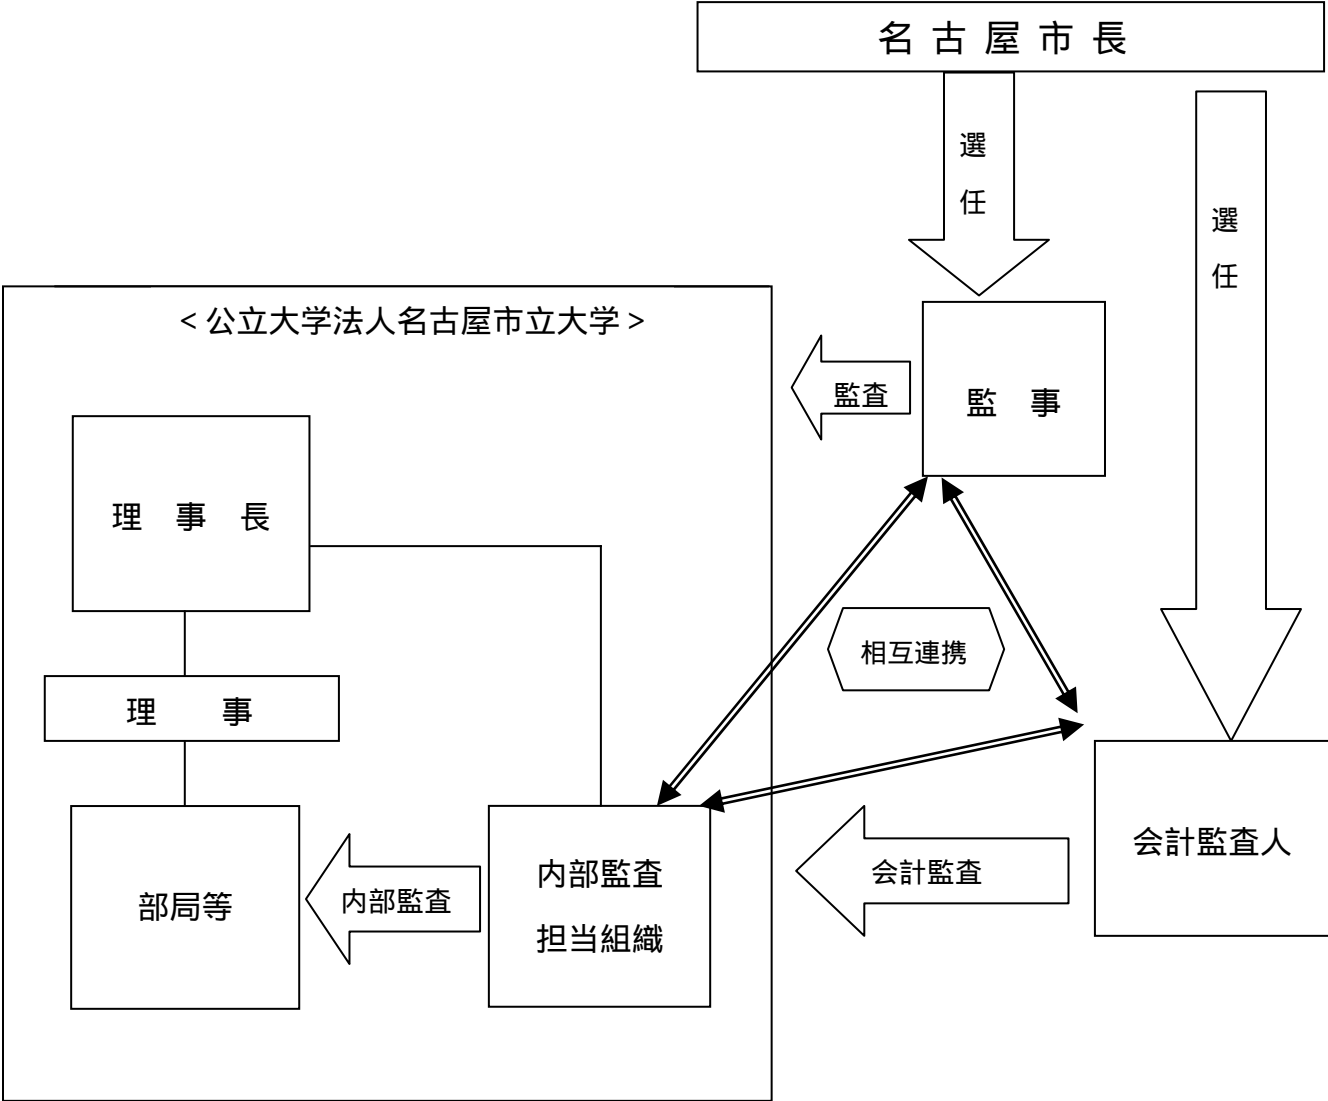 名 古 屋 市 長
選
任
選
任
＜公立大学法人名古屋市立大学＞
監査
監　事
理　事　長
相互連携
理　　事
会計監査人
内部監査
担当組織
会計監査
内部監査
部局等